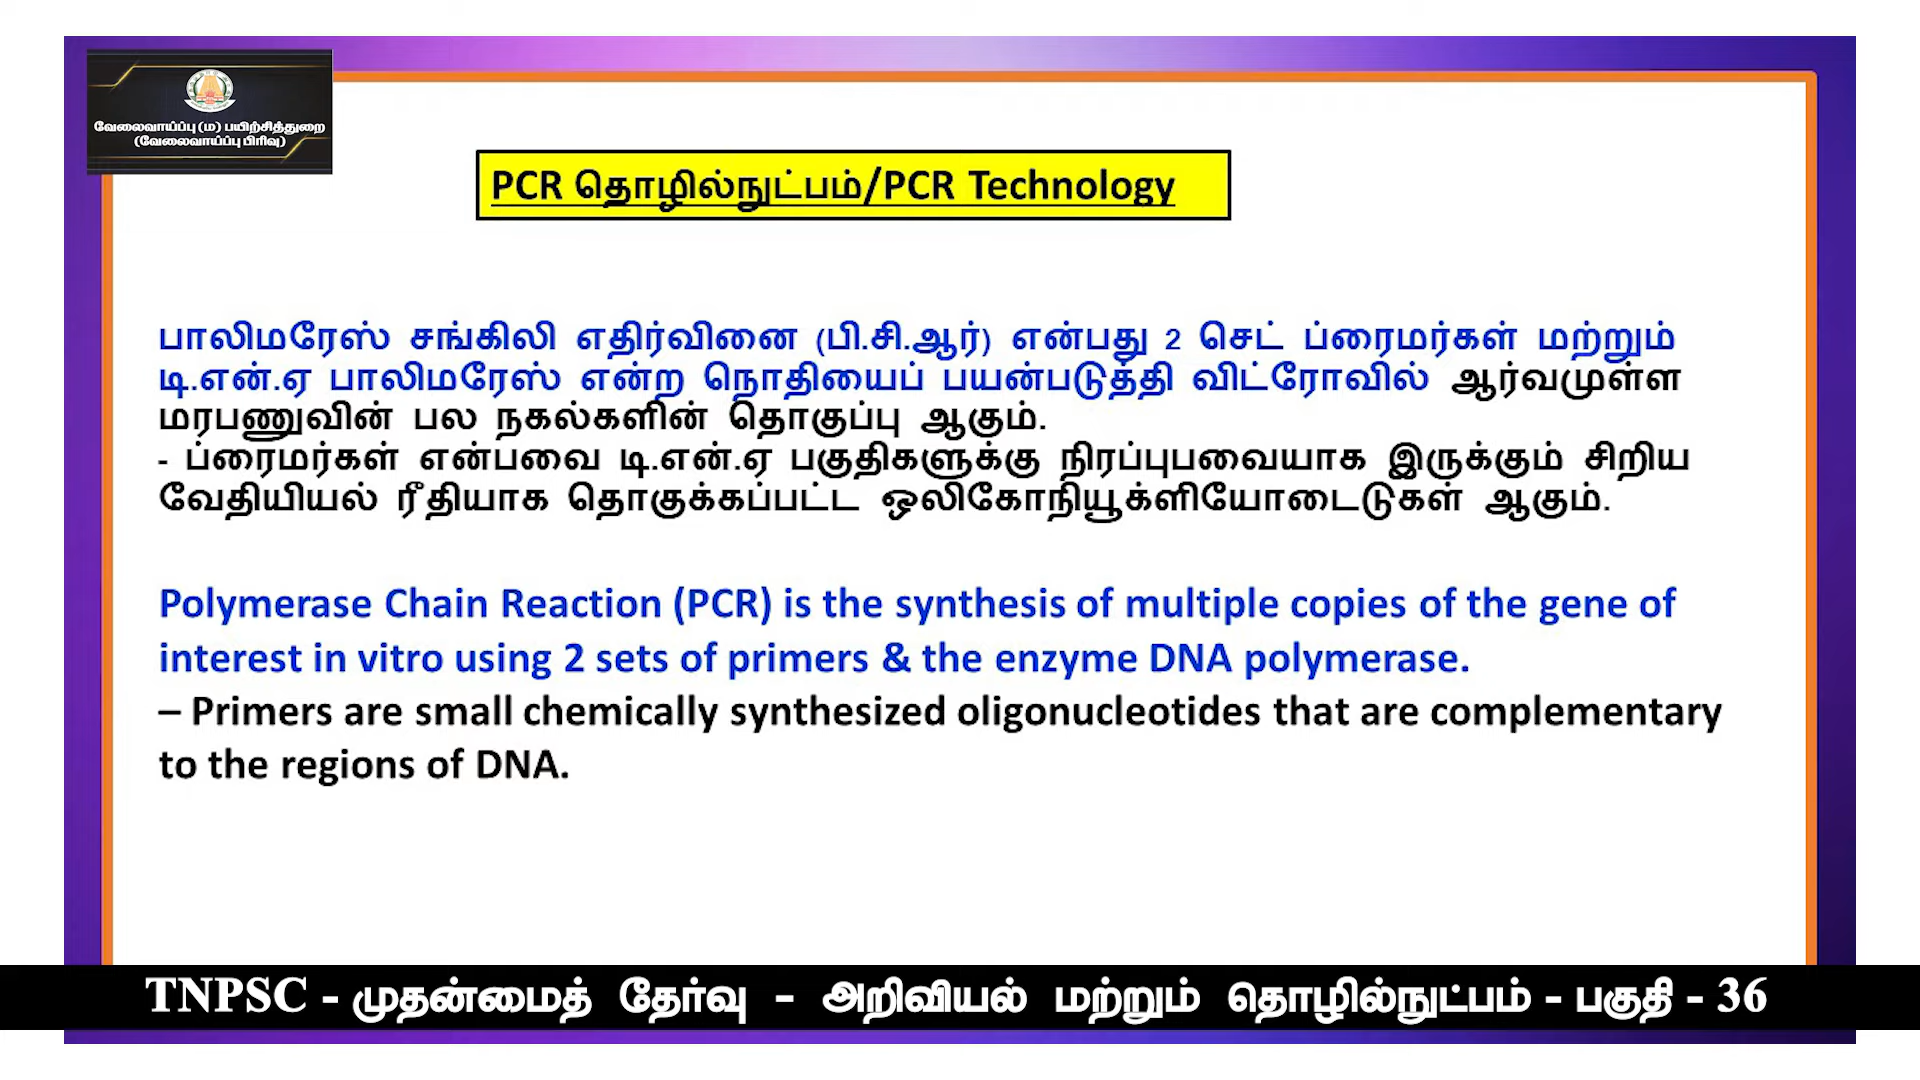 வேலைவாய்ப்பு (ம) பயிற்சித்துறை
(வேலைவாய்ப்பு பிரிவு)
PCR தொழில்நுட்பம்/PCR Technology
பாலிமரேஸ் சங்கிலி எதிர்வினை (பி.சி.ஆர்) என்பது 2 செட் ப்ரைமர்கள் மற்றும்
டி.என்.ஏ பாலிமரேஸ் என்ற நொதியைப் பயன்படுத்தி விட்ரோவில் ஆர்வமுள்ள
மரபணுவின் பல நகல்களின் தொகுப்பு ஆகும்.
- ப்ரைமர்கள் என்பவை டி.என்.ஏ பகுதிகளுக்கு நிரப்புபவையாக இருக்கும் சிறிய
வேதியியல் ரீதியாக தொகுக்கப்பட்ட ஒலிகோநியூக்ளியோடைடுகள் ஆகும்.
Polymerase Chain Reaction (PCR) is the synthesis of multiple copies of the gene of
interest in vitro using 2 sets of primers & the enzyme DNA polymerase.
– Primers are small chemically synthesized oligonucleotides that are complementary
to the regions of DNA.
TNPSC - முதன்மைத் தேர்வு - அறிவியல் மற்றும் தொழில்நுட்பம் - பகுதி - 36